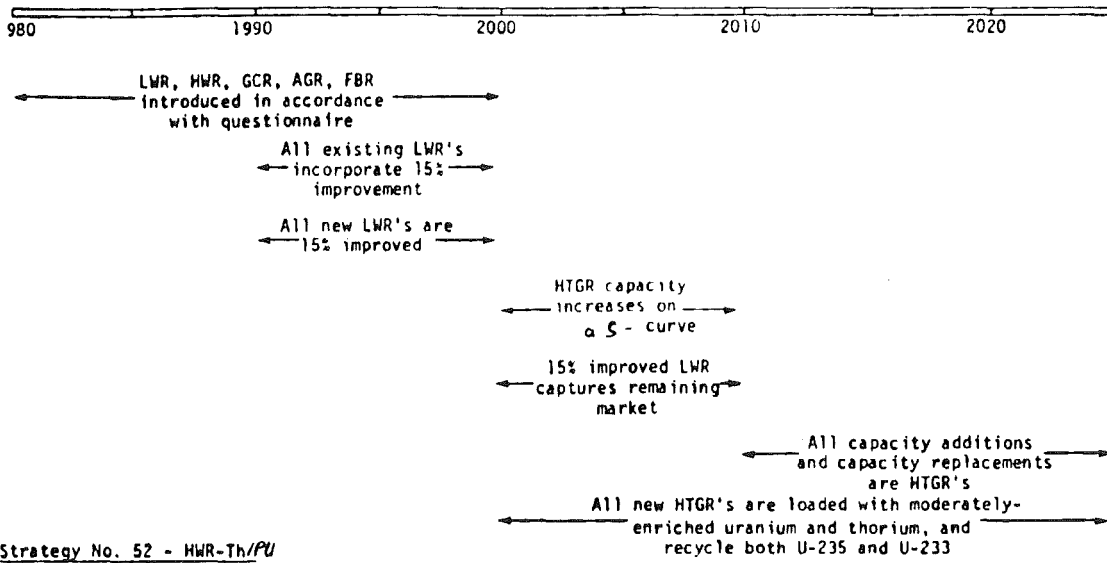 980 1990 2000 2010 2020
LWR, HWR, GCR, AGR, FBR
introduced in accordance
with questionnaire
All existing LWR's
incorporate 15%
improvement
All new LWR's are
15% improved
HTGR capacity
increases on
a S - curve
15% improved LWR
captures remaining
market
All capacity additions
and capacity replacements
are HTGR's
All new HTGR's are loaded with moderately-
enriched uranium and thorium, and
recycle both U-235 and U-233
Strategy No. 52 - HWR-Th/PU